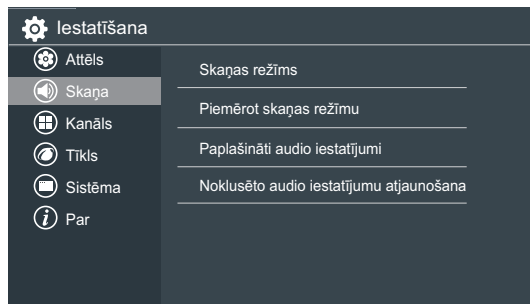 Iestatīšana
Attēls
Skaņa
Kanāls
Tīkls
Sistēma
Par
Skaņas režīms
Piemērot skaņas režīmu
Paplašināti audio iestatījumi
Noklusēto audio iestatījumu atjaunošana